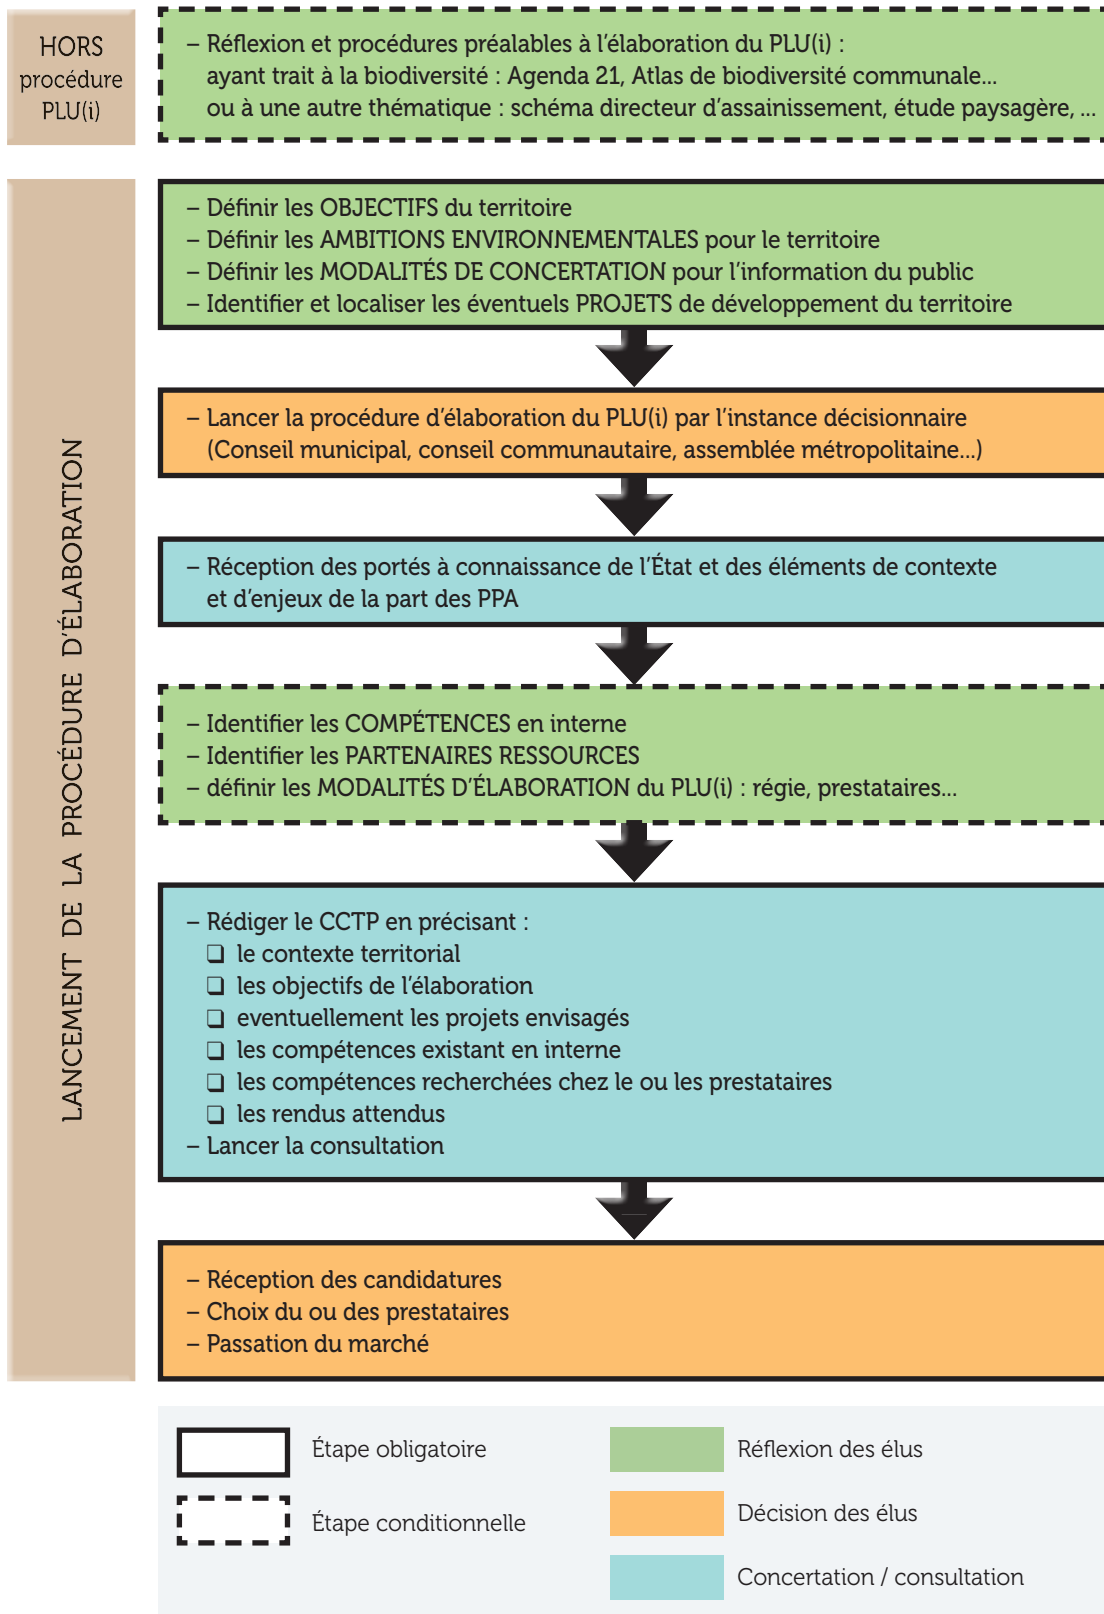 HORS
procédure
PLU(i)
– Réflexion et procédures préalables à l’élaboration du PLU(i) :
ayant trait à la biodiversité : Agenda 21, Atlas de biodiversité communale...
ou à une autre thématique : schéma directeur d’assainissement, étude paysagère, ...
LANCEMENT DE LA PROCÉDURE D’ÉLABORATION
– Définir les OBJECTIFS du territoire
– Définir les AMBITIONS ENVIRONNEMENTALES pour le territoire
– Définir les MODALITÉS DE CONCERTATION pour l’information du public
– Identifier et localiser les éventuels PROJETS de développement du territoire
– Lancer la procédure d’élaboration du PLU(i) par l’instance décisionnaire
(Conseil municipal, conseil communautaire, assemblée métropolitaine...)
– Réception des portés à connaissance de l’État et des éléments de contexte
et d’enjeux de la part des PPA
– Identifier les COMPÉTENCES en interne
– Identifier les PARTENAIRES RESSOURCES
– définir les MODALITÉS D’ÉLABORATION du PLU(i) : régie, prestataires...
– Rédiger le CCTP en précisant :
❑ le contexte territorial
❑ les objectifs de l’élaboration
❑ eventuellement les projets envisagés
❑ les compétences existant en interne
❑ les compétences recherchées chez le ou les prestataires
❑ les rendus attendus
– Lancer la consultation
– Réception des candidatures
– Choix du ou des prestataires
– Passation du marché
Étape obligatoire
Étape conditionnelle
Réflexion des élus
Décision des élus
Concertation / consultation